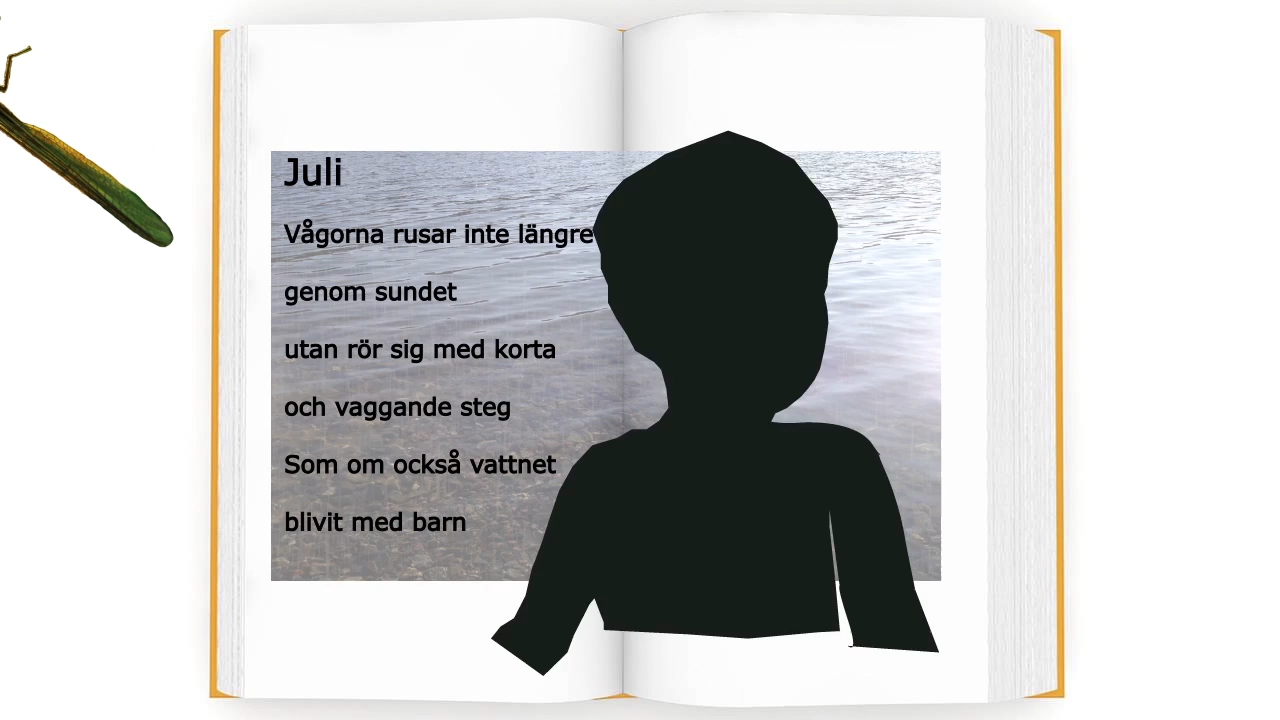 Juli
Vågorna rusar inte längre
genom sundet
utan rör sig med korta
och vaggande steg
Som om också vattnet
blivit med barn